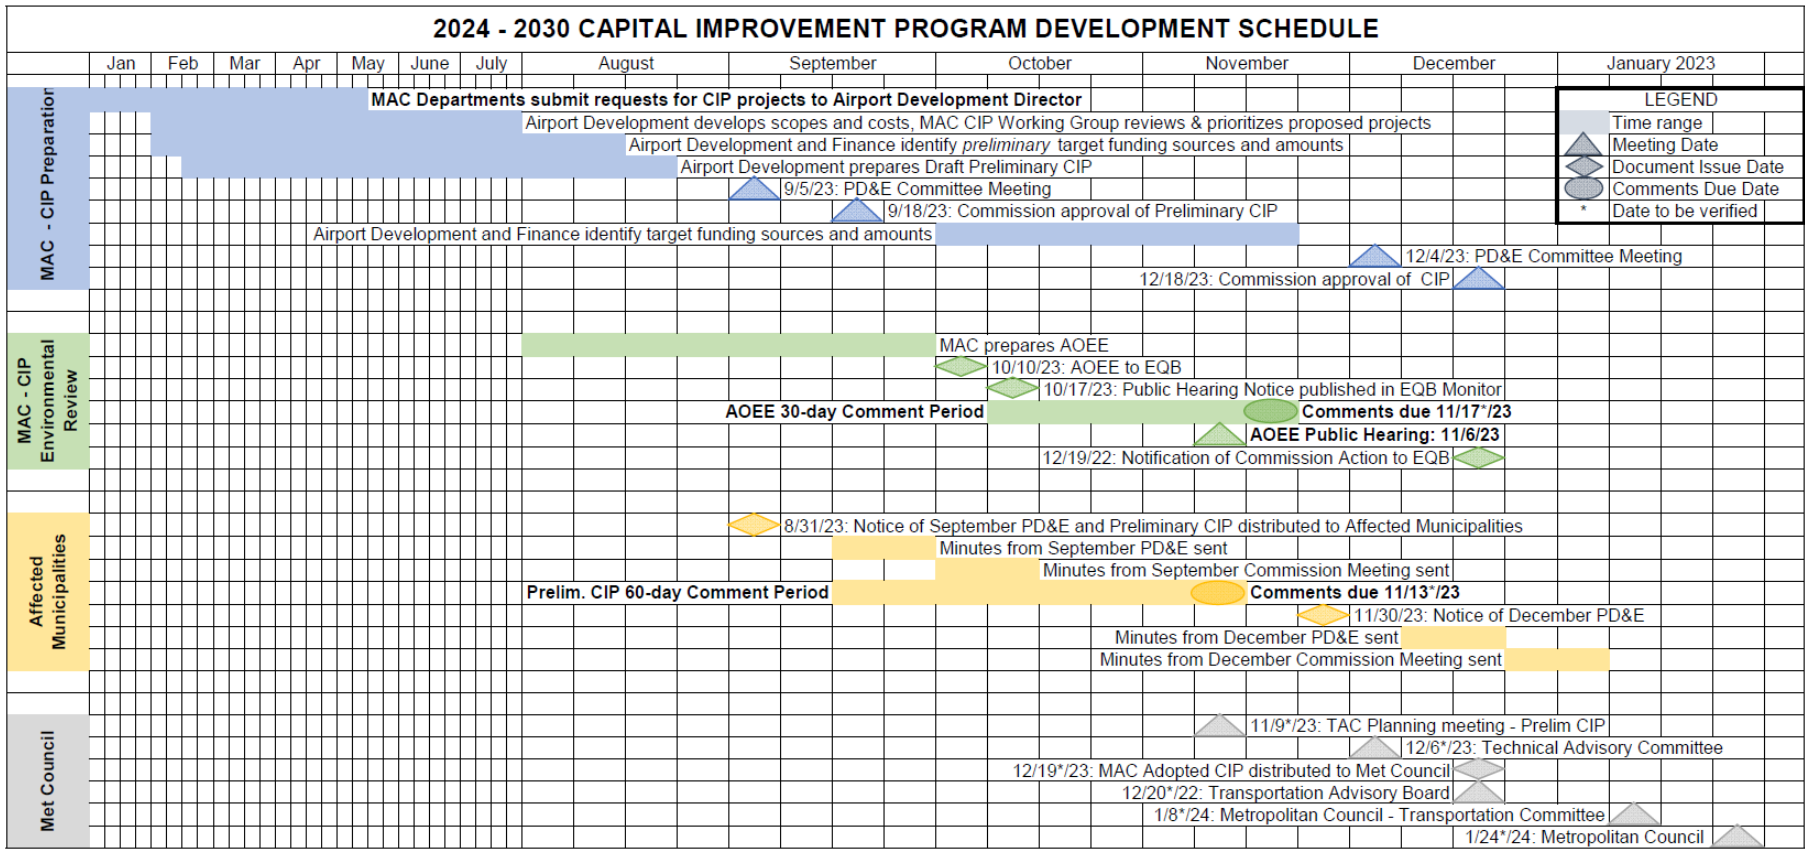 2024 - 2030 CAPITAL IMPROVEMENT PROGRAM DEVELOPMENT SCHEDULE
Jan Feb Mar Apr May June July August September October November December January 2023
MAC - CIP Preparation
MAC Departments submit requests for CIP projects to Airport Development Director
Airport Development develops scopes and costs, MAC CIP Working Group reviews & prioritizes proposed projects
Airport Development and Finance identify preliminary target funding sources and amounts
Airport Development prepares Draft Preliminary CIP
9/5/23: PD&E Committee Meeting
9/18/23: Commission approval of Preliminary CIP
Airport Development and Finance identify target funding sources and amounts
12/4/23: PD&E Committee Meeting
12/18/23: Commission approval of CIP
LEGEND
Time range
Meeting Date
Document Issue Date
Comments Due Date
* Date to be verified
MAC - CIP
Environmental
Review
MAC prepares AOEE
10/10/23: AOEE to EQB
10/17/23: Public Hearing Notice published in EQB Monitor
AOEE 30-day Comment Period Comments due 11/17*/23
AOEE Public Hearing: 11/6/23
12/19/22: Notification of Commission Action to EQB
Affected
Municipalities
8/31/23: Notice of September PD&E and Preliminary CIP distributed to Affected Municipalities
Minutes from September PD&E sent
Minutes from September Commission Meeting sent
Prelim. CIP 60-day Comment Period Comments due 11/13*/23
11/30/23: Notice of December PD&E
Minutes from December PD&E sent
Minutes from December Commission Meeting sent
Met Council
11/9*/23: TAC Planning meeting - Prelim CIP
12/6*/23: Technical Advisory Committee
12/19*/23: MAC Adopted CIP distributed to Met Council
12/20*/22: Transportation Advisory Board
1/8*/24: Metropolitan Council - Transportation Committee
1/24*/24: Metropolitan Council